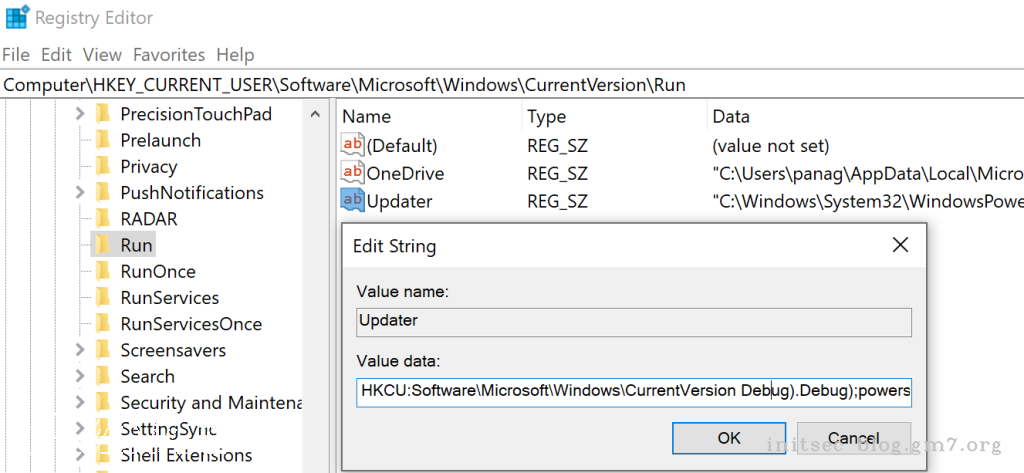 Registry Editor
File Edit View Favorites Help
Computer\HKEY_CURRENT_USER\Software\Microsoft\Windows\CurrentVersion\Run
PrecisionTouchPad
Prelaunch
Privacy
PushNotifications
RADAR
Run
RunOnce
RunServices
RunServicesOnce
Screensavers
Search
Security and Maintena
SettingSync
Shell Extensions
Name Type Data
(Default) REG_SZ (value not set)
OneDrive REG_SZ "C:\Users\panag\AppData\Local\Micro
Updater REG_SZ "C:\Windows\System32\WindowsPowe
Edit String
Value name:
Updater
Value data:
HKCU:Software\Microsoft\Windows\CurrentVersion Debug).Debug);powers
OK Cancel
initsec-blog.gm7.org